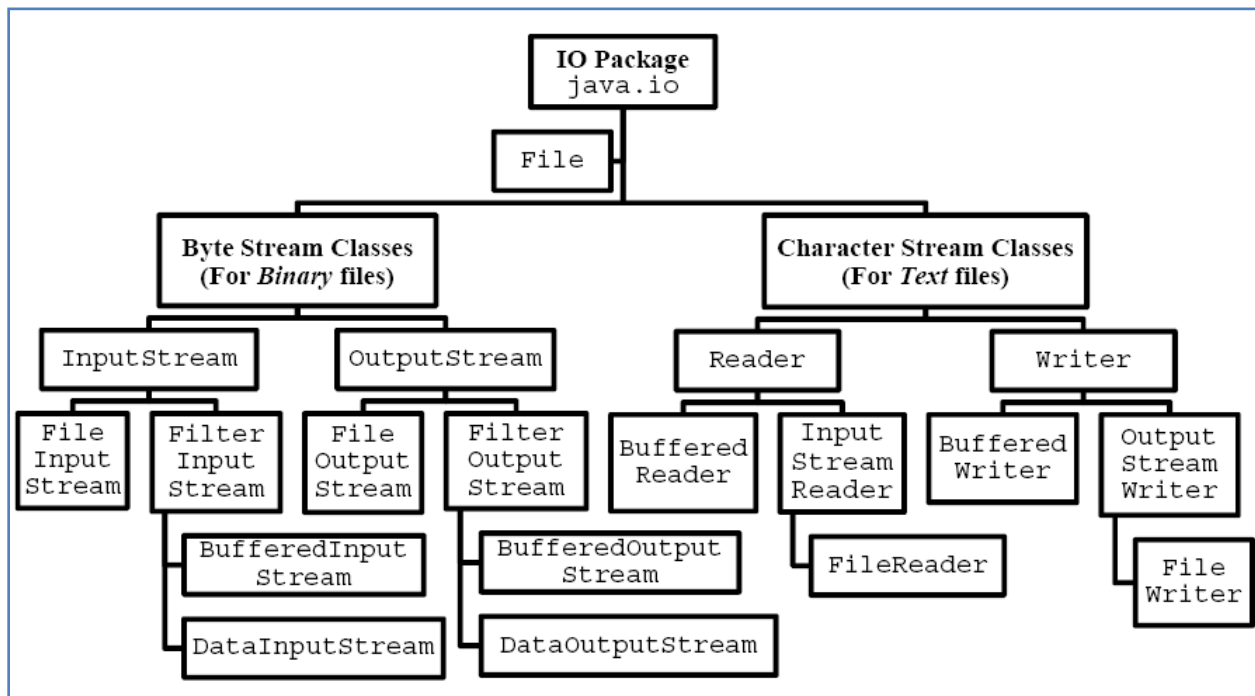 IO Package
java.io
File
Byte Stream Classes
(For Binary files)
Character Stream Classes
(For Text files)
InputStream
OutputStream
Reader
Writer
File
Input
Stream
Filter
Input
Stream
File
Output
Stream
Filter
Output
Stream
Buffered
Reader
Input
Stream
Reader
Buffered
Writer
Output
Stream
Writer
BufferedInput
Stream
BufferedOutput
Stream
FileReader
File
Writer
DataInputStream
DataOutputStream